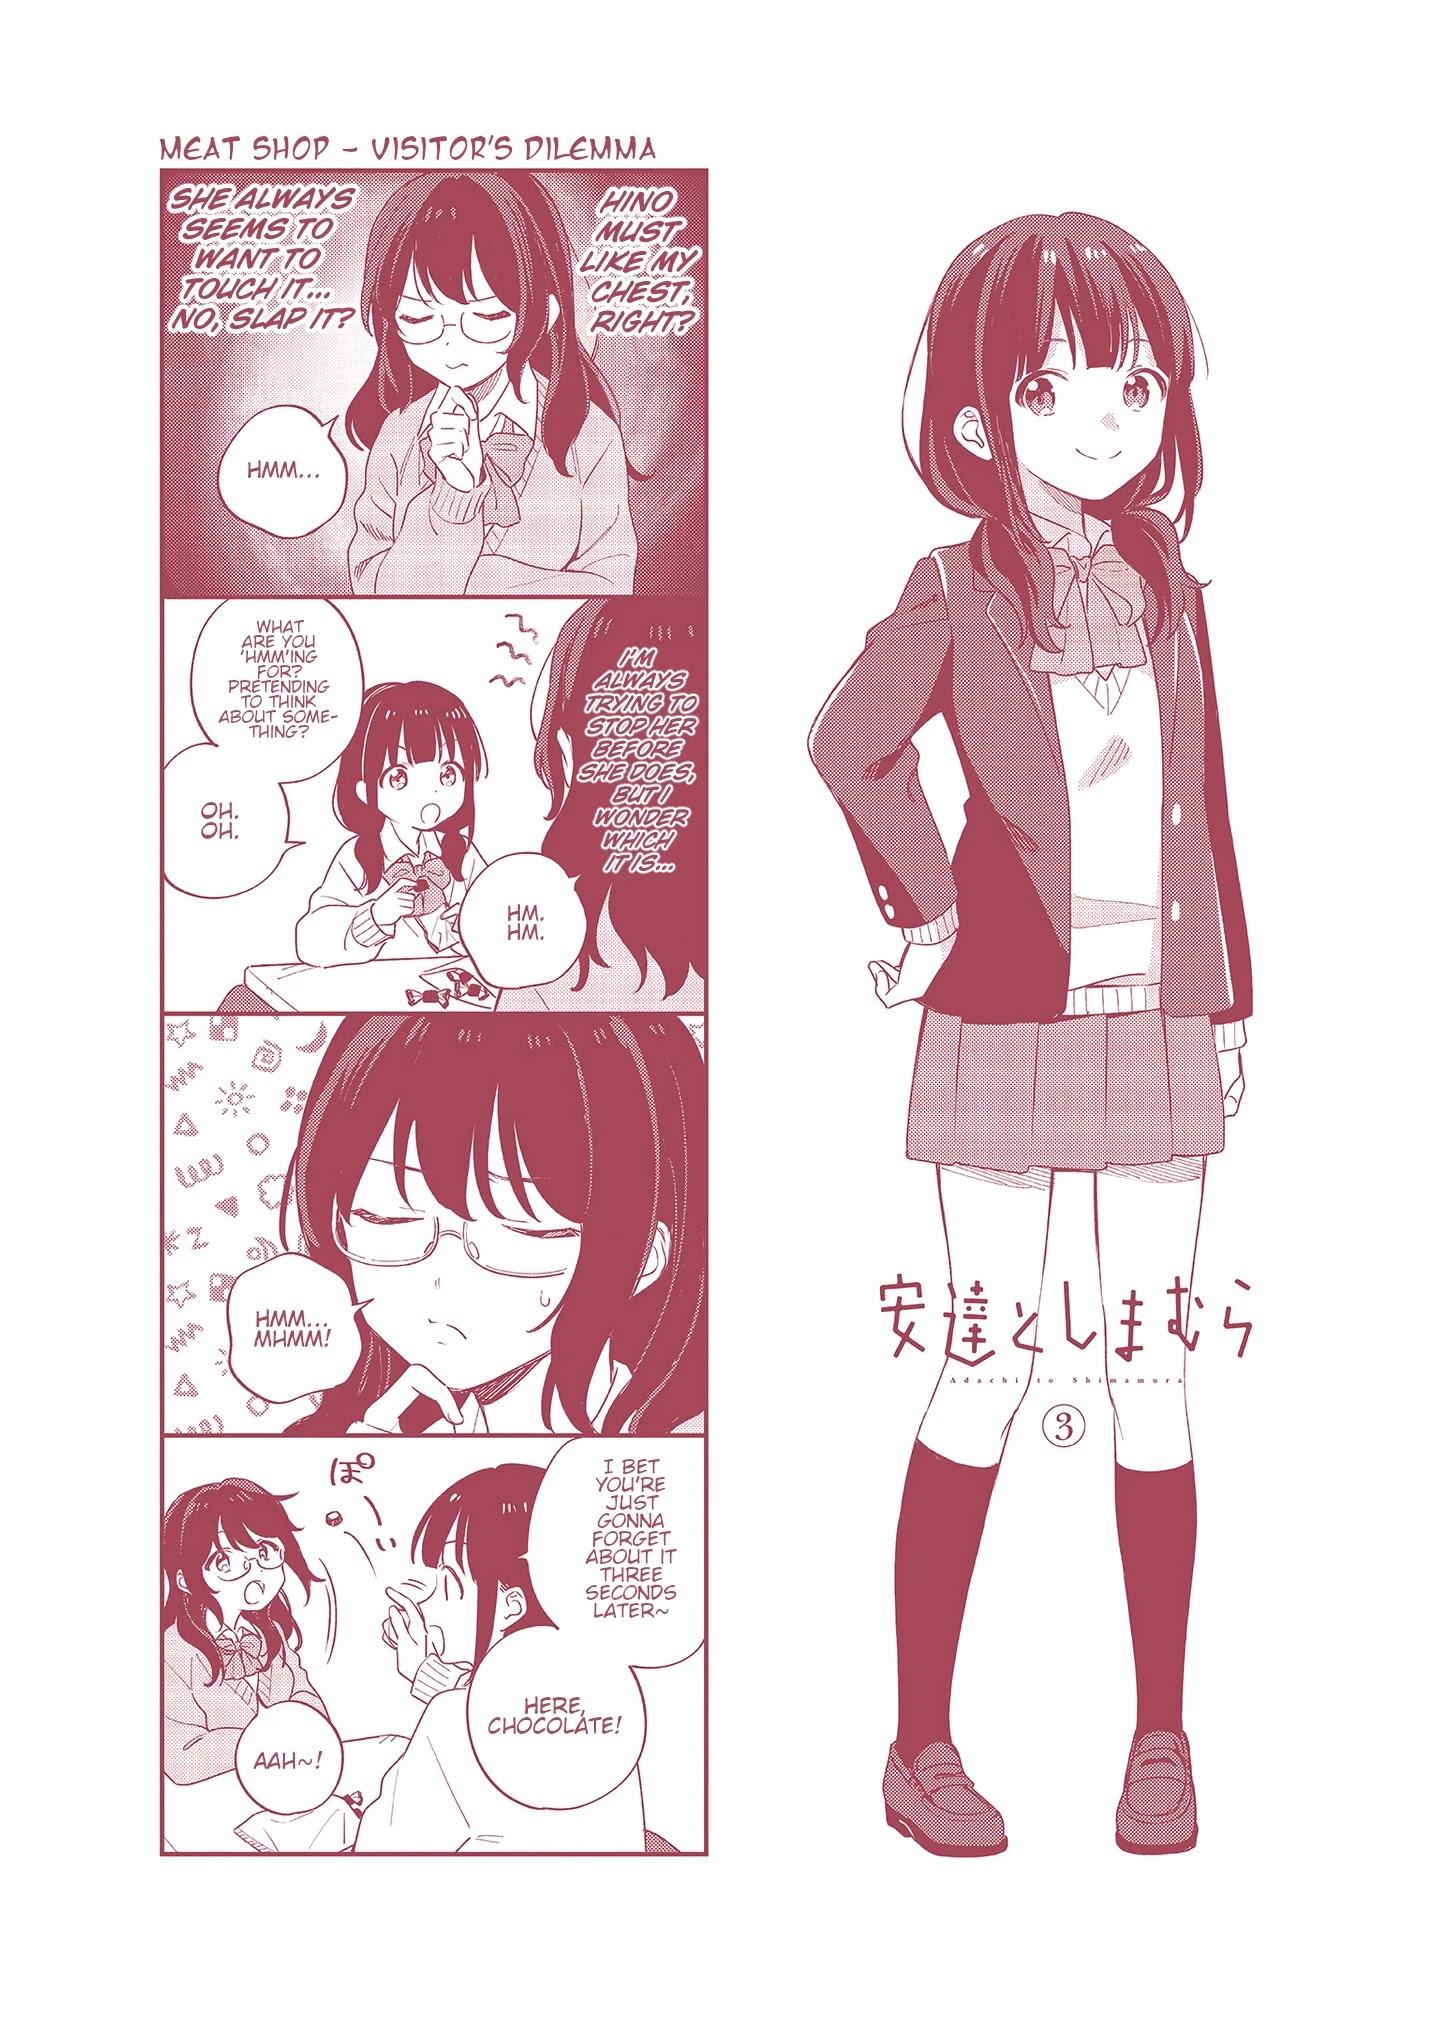 MEAT SHOP – VISITOR'S DILEMMA
HINO
MUST
LIKE MY
CHEST,
RIGHT?
SHE ALWAYS
SEEMS TO
WANT TO
TOUCH IT...
NO, SLAP IT?
HMM...
I'M
ALWAYS
TRYING TO
STOP HER
BEFORE
SHE DOES,
BUT I
WONDER
WHICH
IT IS...
HM.
HM.
WHAT
ARE YOU
'HMM'ING
FOR?
PRETENDING
TO THINK
ABOUT SOME-
THING?
OH.
OH.
HMM...
MHMM!
I BET
YOU'RE
JUST
GONNA
FORGET
ABOUT IT
THREE
SECONDS
LATER~
HERE,
CHOCOLATE!
ぽーい
AAH~!
安達としまむら
Adachi to Shimamura
3